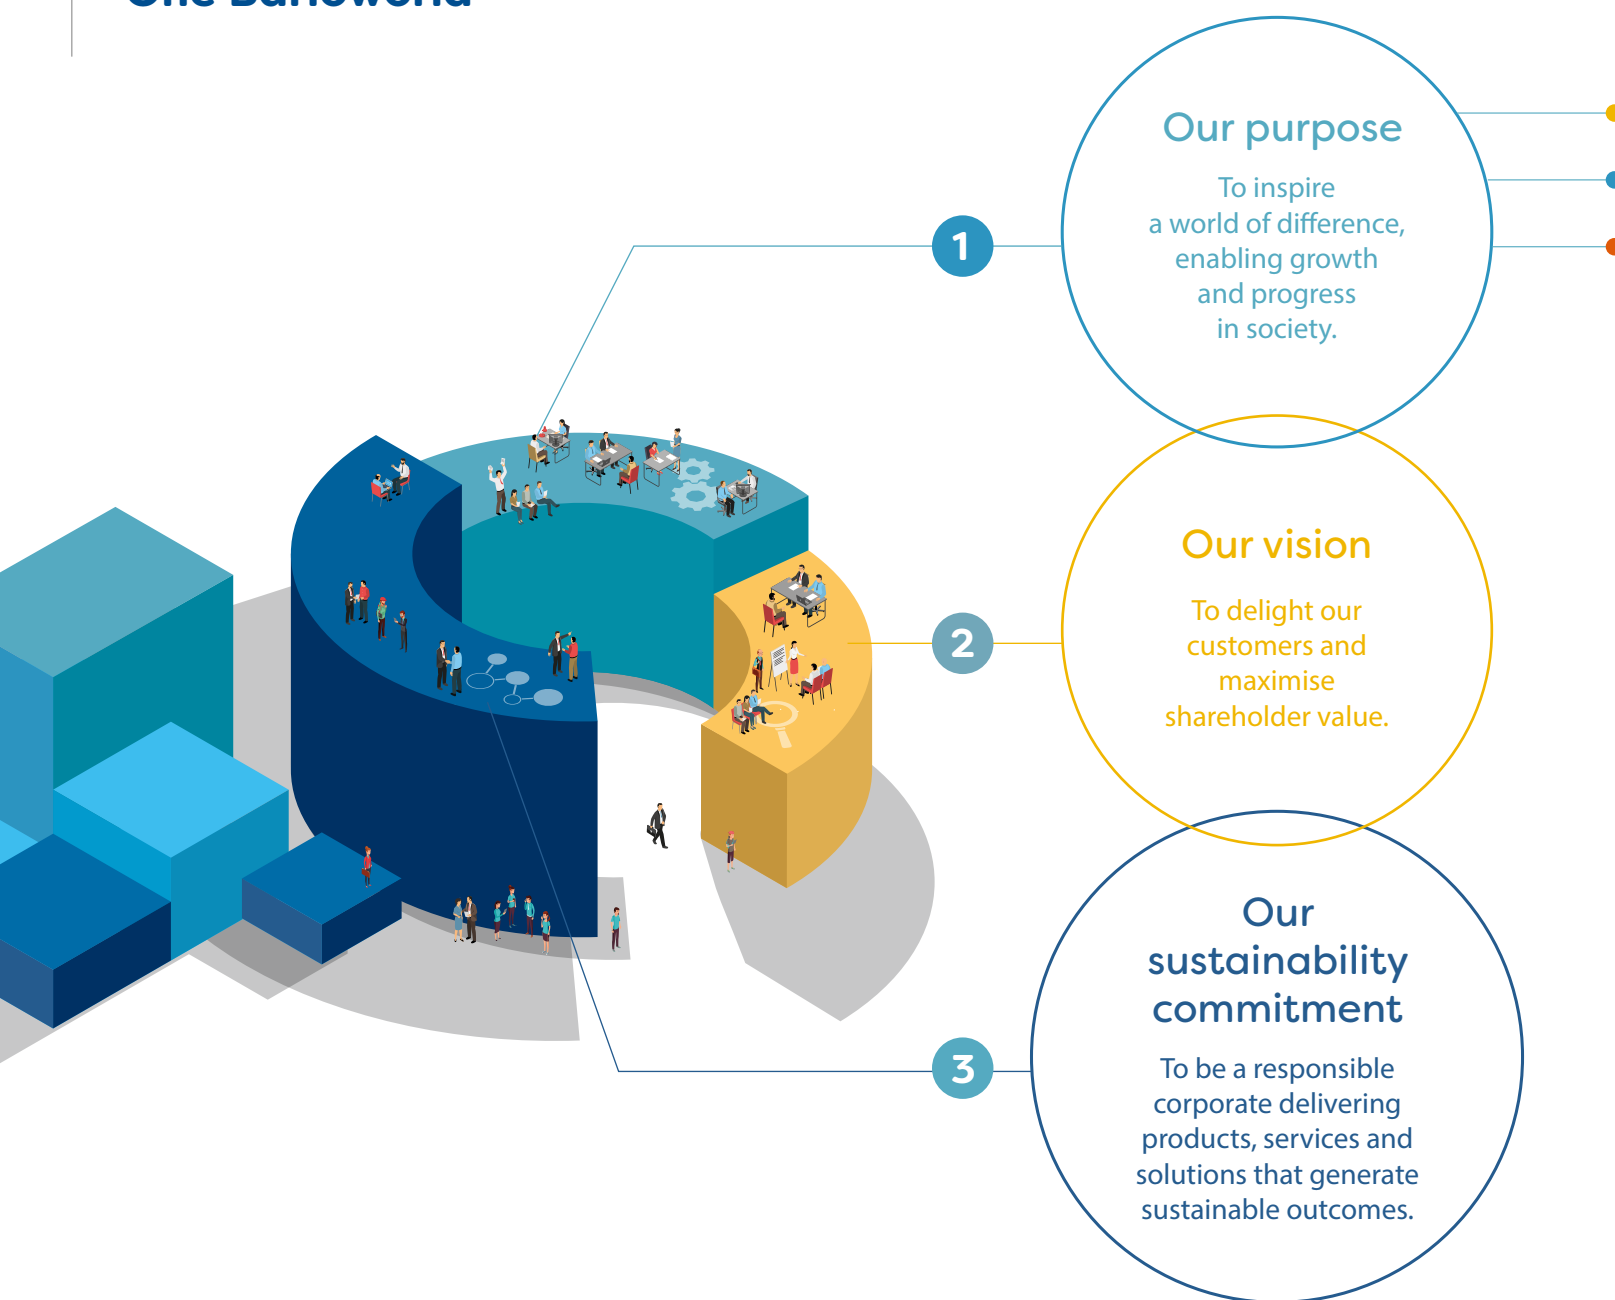 One Barloworld
1
Our purpose
To inspire
a world of difference,
enabling growth
and progress
in society.
2
Our vision
To delight our
customers and
maximise
shareholder value.
3
Our
sustainability
commitment
To be a responsible
corporate delivering
products, services and
solutions that generate
sustainable outcomes.